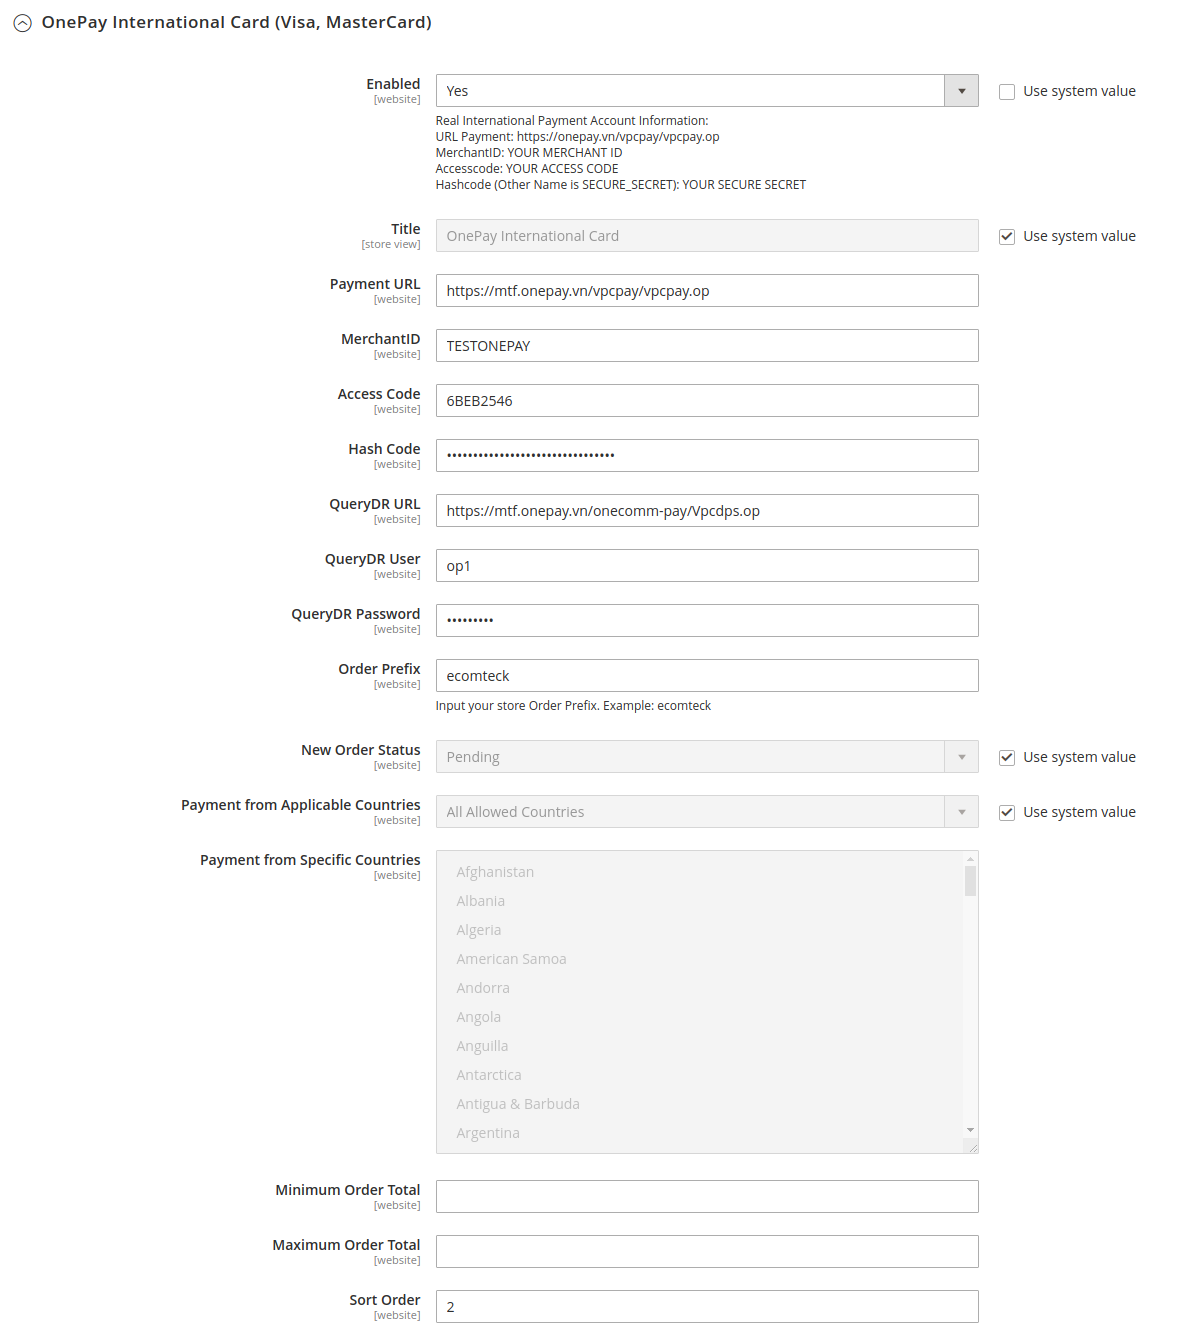 OnePay International Card (Visa, MasterCard)
Enabled
[website]
Yes
Use system value
Real International Payment Account Information:
URL Payment: https://onepay.vn/vpcpay/vpcpay.op
MerchantID: YOUR MERCHANT ID
Accesscode: YOUR ACCESS CODE
Hashcode (Other Name is SECURE_SECRET): YOUR SECURE SECRET
Title
[store view]
OnePay International Card
Use system value
Payment URL
[website]
https://mtf.onepay.vn/vpcpay/vpcpay.op
MerchantID
[website]
TESTONEPAY
Access Code
[website]
6BEB2546
Hash Code
[website]
••••••••••••••••••••••••••••••••
QueryDR URL
[website]
https://mtf.onepay.vn/onecomm-pay/Vpcdps.op
QueryDR User
[website]
op1
QueryDR Password
[website]
•••••••••
Order Prefix
[website]
ecomteck
Input your store Order Prefix. Example: ecomteck
New Order Status
[website]
Pending
Use system value
Payment from Applicable Countries
[website]
All Allowed Countries
Use system value
Payment from Specific Countries
[website]
Afghanistan
Albania
Algeria
American Samoa
Andorra
Angola
Anguilla
Antarctica
Antigua & Barbuda
Argentina
Minimum Order Total
[website]
Maximum Order Total
[website]
Sort Order
[website]
2